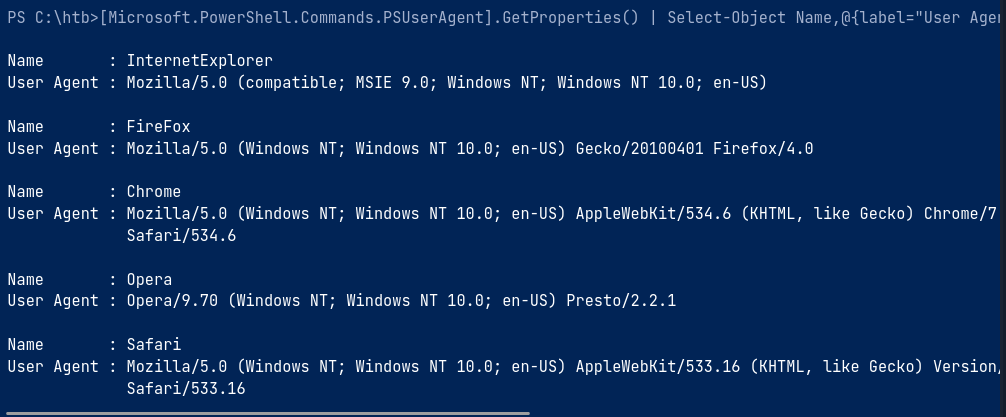 PS C:\htb>[Microsoft.PowerShell.Commands.PSUserAgent].GetProperties() | Select-Object Name,@{label="User
Name       : InternetExplorer
User Agent : Mozilla/5.0 (compatible; MSIE 9.0; Windows NT; Windows NT 10.0; en-US)
Name       : FireFox
User Agent : Mozilla/5.0 (Windows NT; Windows NT 10.0; en-US) Gecko/20100401 Firefox/4.0
Name       : Chrome
User Agent : Mozilla/5.0 (Windows NT; Windows NT 10.0; en-US) AppleWebKit/534.6 (KHTML, like Gecko) Chrome/7
Safari/534.6
Name       : Opera
User Agent : Opera/9.70 (Windows NT; Windows NT 10.0; en-US) Presto/2.2.1
Name       : Safari
User Agent : Mozilla/5.0 (Windows NT; Windows NT 10.0; en-US) AppleWebKit/533.16 (KHTML, like Gecko) Version
Safari/533.16